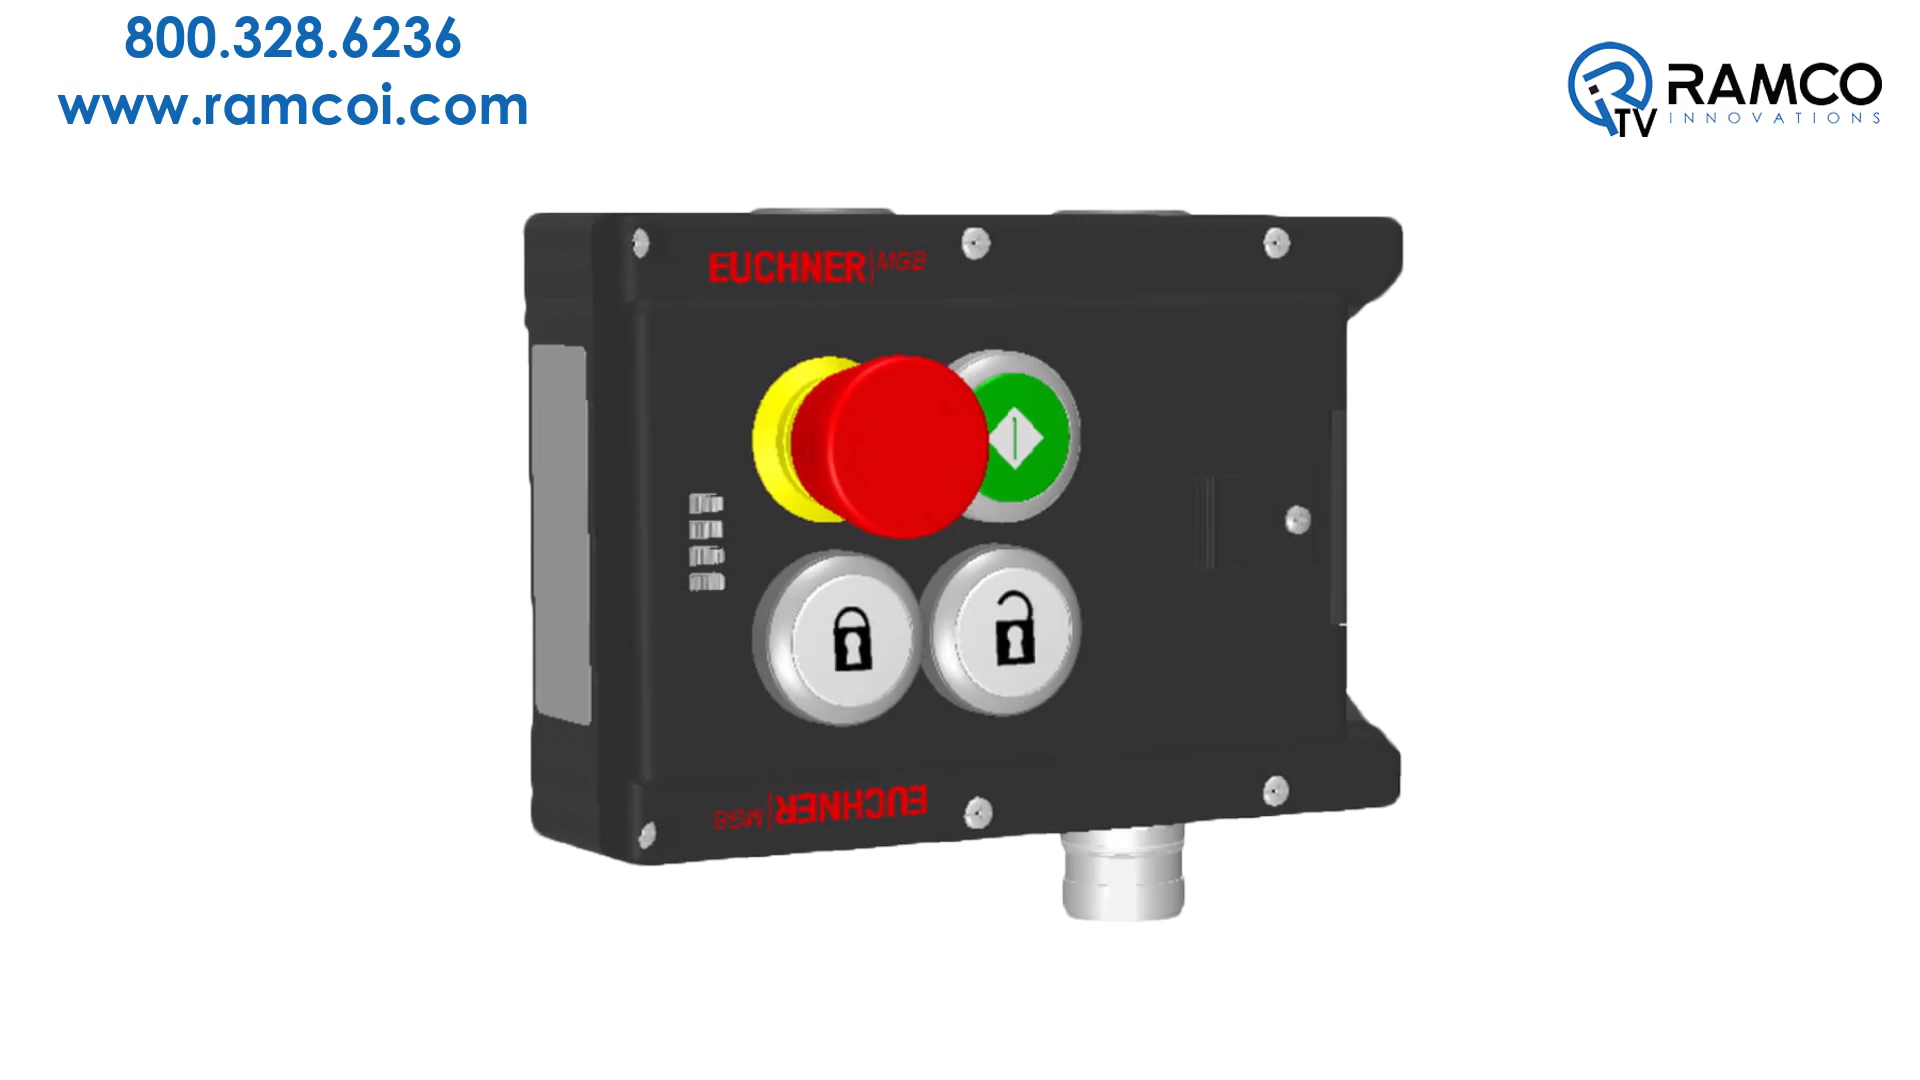 800.328.6236
www.ramcoi.com
RAMCO
TV INNOVATIONS
EUCHNER|MGB
EUCHNER|MGB